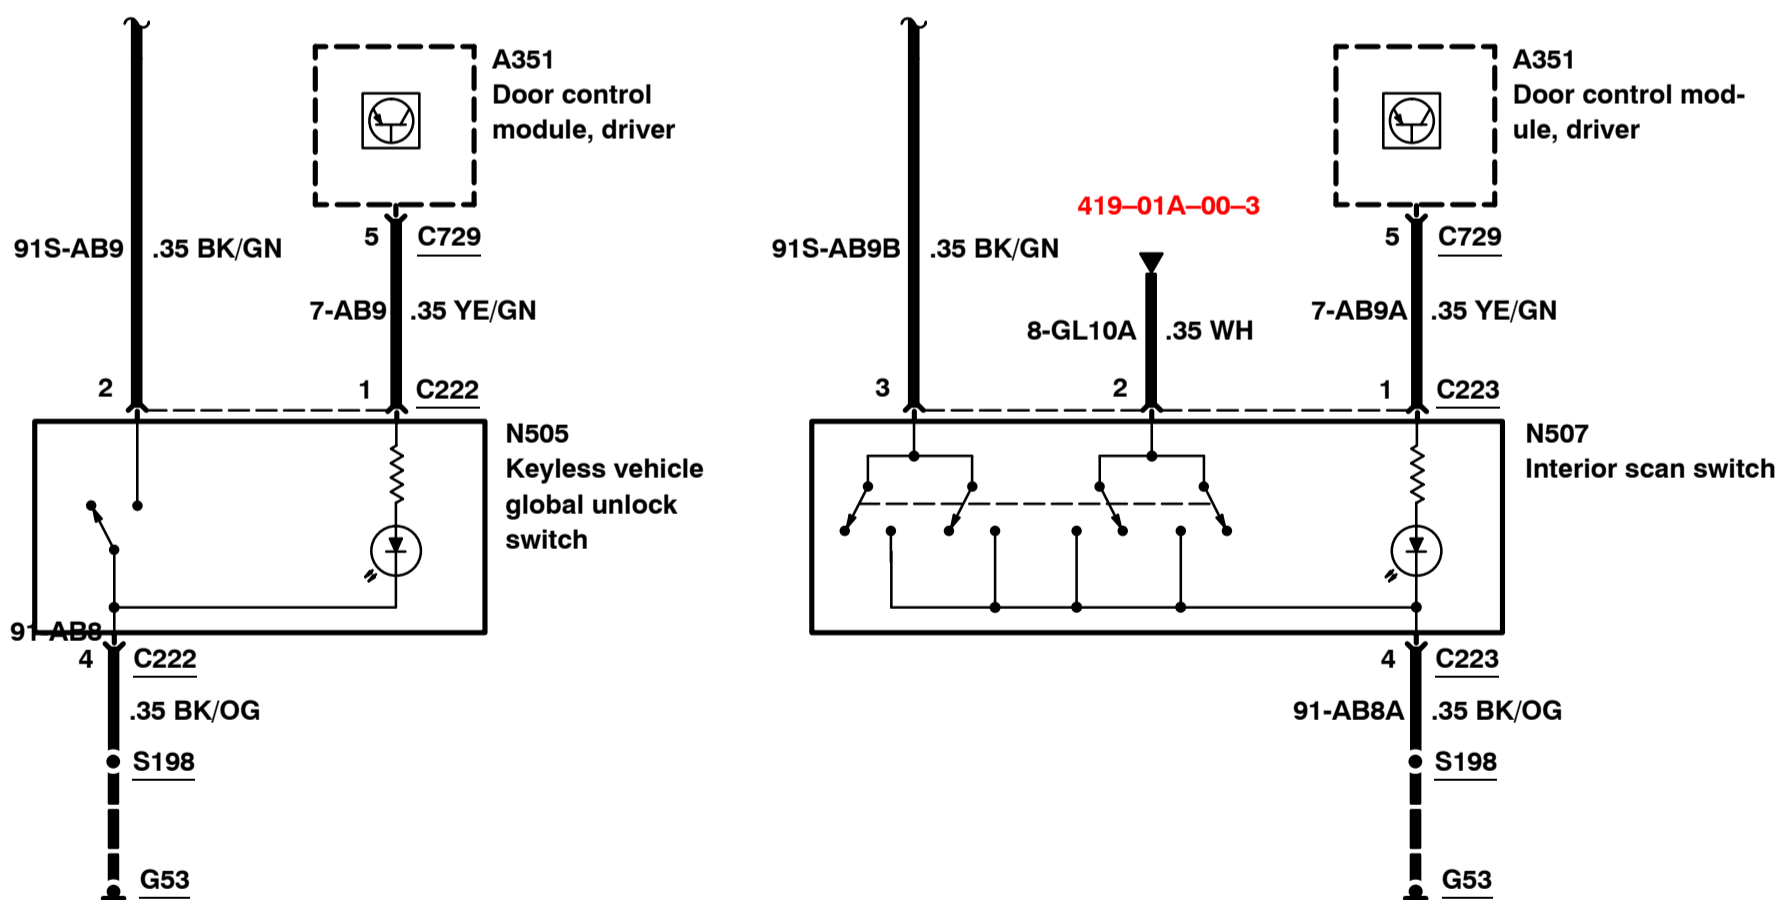 A351
Door control
module, driver
91S-AB9
.35 BK/GN
5
C729
7-AB9
.35 YE/GN
2
1
C222
N505
Keyless vehicle
global unlock
switch
91-AB8
4
C222
.35 BK/OG
S198
G53
A351
Door control mod-
ule, driver
419–01A–00–3
91S-AB9B
.35 BK/GN
5
C729
8-GL10A
.35 WH
7-AB9A
.35 YE/GN
3
2
1
C223
N507
Interior scan switch
4
C223
91-AB8A
.35 BK/OG
S198
G53